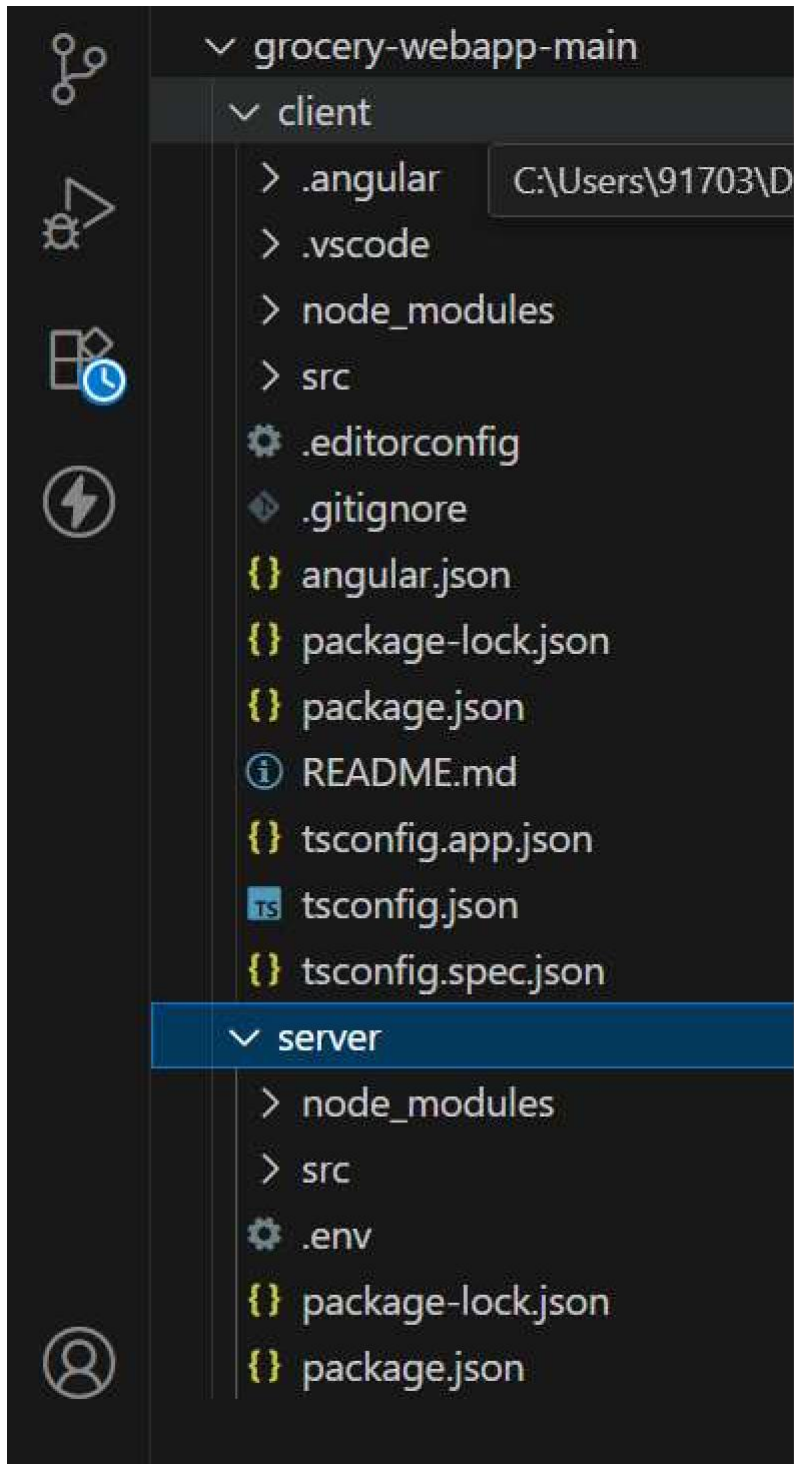 grocery-webapp-main
client
.angular
C:\Users\91703\D
.vscode
node_modules
src
.editorconfig
.gitignore
{} angular.json
{} package-lock.json
{} package.json
README.md
{} tsconfig.app.json
TS tsconfig.json
{} tsconfig.spec.json
server
node_modules
src
.env
{} package-lock.json
{} package.json